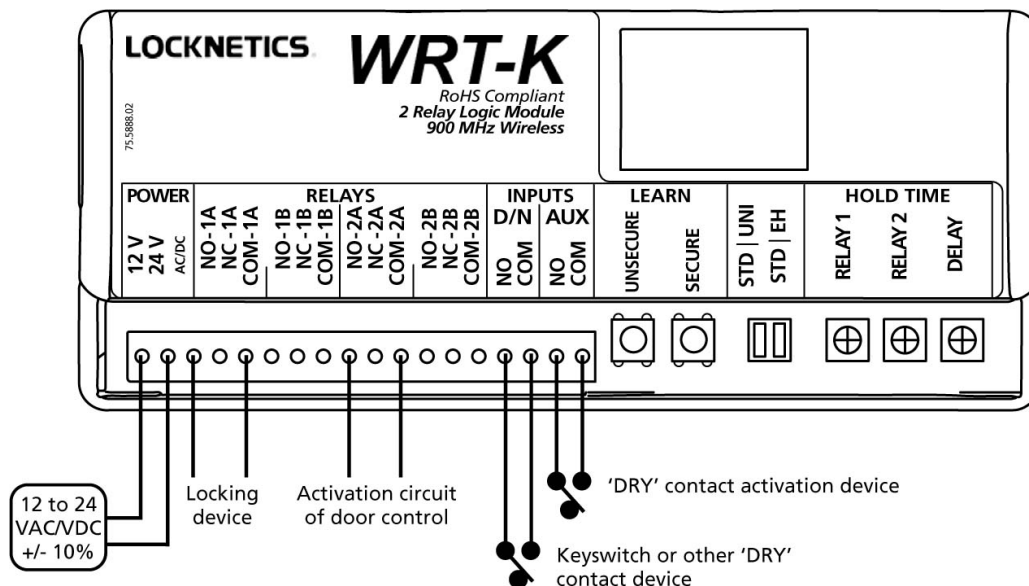 LOCKNETICS
WRT-K
RoHS Compliant
2 Relay Logic Module
900 MHz Wireless
75.5888.02
POWER
12 V
24 V
AC/DC
RELAYS
NO-1A
NC-1A
COM-1A
NO-1B
NC-1B
COM-1B
NO-2A
NC-2A
COM-2A
NO-2B
NC-2B
COM-2B
INPUTS
D/N
NO
COM
AUX
NO
COM
LEARN
UNSECURE
SECURE
STD | UNI
STD | EH
HOLD TIME
RELAY 1
RELAY 2
DELAY
12 to 24
VAC/VDC
+/- 10%
Locking
device
Activation circuit
of door control
'DRY' contact activation device
Keyswitch or other 'DRY'
contact device